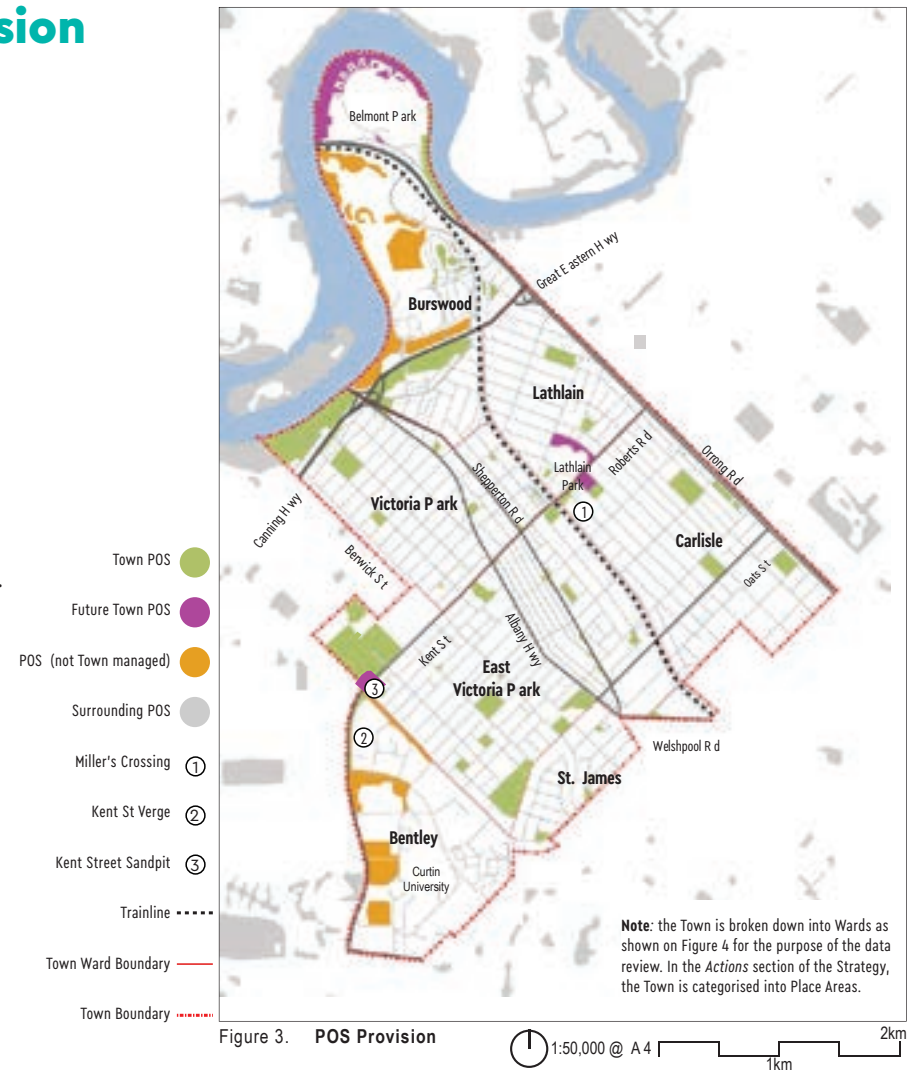 sion
Belmont P ark
Great E astern H wy
Burswood
Lathlain
Lathlain
Park
Roberts R d
Orrong R d
Shepperton R d
Canning H wy
Victoria P ark
Carlisle
Berwick S t
Oats S t
Town POS
Future Town POS
POS (not Town managed)
Surrounding POS
Miller's Crossing 1
Kent St Verge 2
Kent Street Sandpit 3
Trainline
Town Ward Boundary
Town Boundary
1
Kent S t
Albany H wy
East
Victoria P ark
3
2
Welshpool R d
St. James
Bentley
Curtin
University
Note: the Town is broken down into Wards as
shown on Figure 4 for the purpose of the data
review. In the Actions section of the Strategy,
the Town is categorised into Place Areas.
Figure 3. POS Provision
1:50,000 @ A 4
1km
2km